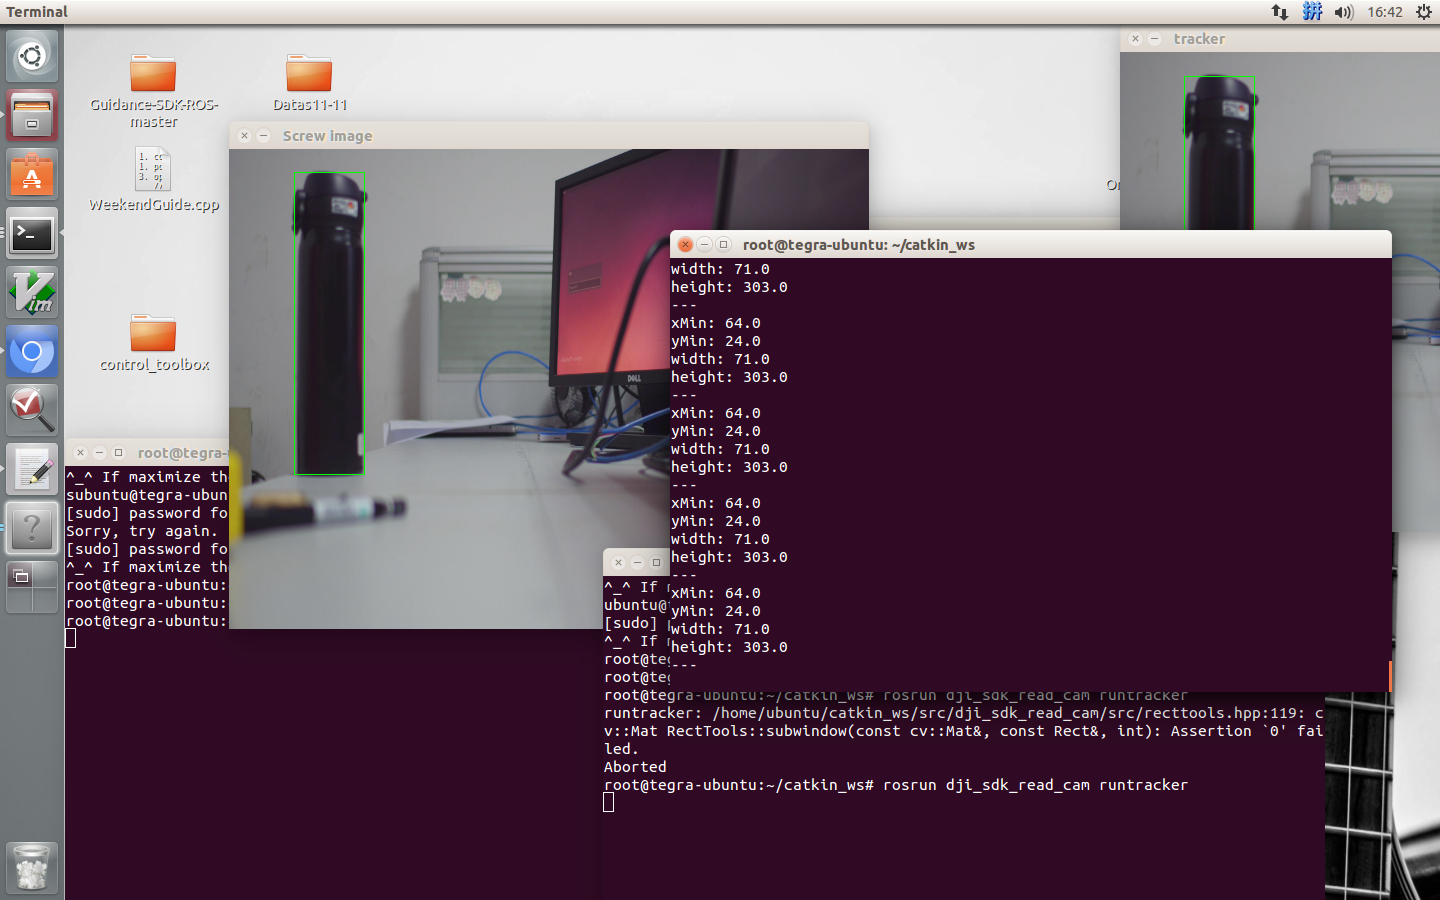 Terminal
拼
16:42
Guidance-SDK-ROS-
master
Datas11-11
WeekendGuide.cpp
control_toolbox
tracker
Screw image
DELL
root@tegra-ubuntu: ~/catkin_ws
width: 71.0
height: 303.0
---
xMin: 64.0
yMin: 24.0
width: 71.0
height: 303.0
---
xMin: 64.0
yMin: 24.0
width: 71.0
height: 303.0
---
xMin: 64.0
yMin: 24.0
width: 71.0
height: 303.0
---
xMin: 64.0
yMin: 24.0
width: 71.0
height: 303.0
---
root@tegra-
^_^ If maximize th
subuntu@tegra-ubun
[sudo] password fo
Sorry, try again.
[sudo] password fo
^_^ If maximize th
root@tegra-ubuntu:
root@tegra-ubuntu:
root@tegra-ubuntu:
^_^ If
ubuntu@
[sudo]
^_^ If
root@te
root@te
root@tegra-ubuntu:~/catkin_ws# rosrun dji_sdk_read_cam runtracker
runtracker: /home/ubuntu/catkin_ws/src/dji_sdk_read_cam/src/recttools.hpp:119: c
v::Mat RectTools::subwindow(const cv::Mat&, const Rect&, int): Assertion `0' fai
led.
Aborted
root@tegra-ubuntu:~/catkin_ws# rosrun dji_sdk_read_cam runtracker